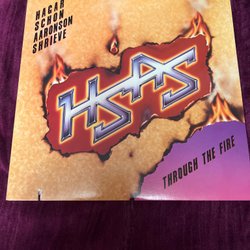 HAGAR
SCHON
AARONSON
SHRIEVE
HSAS
THROUGH THE FIRE